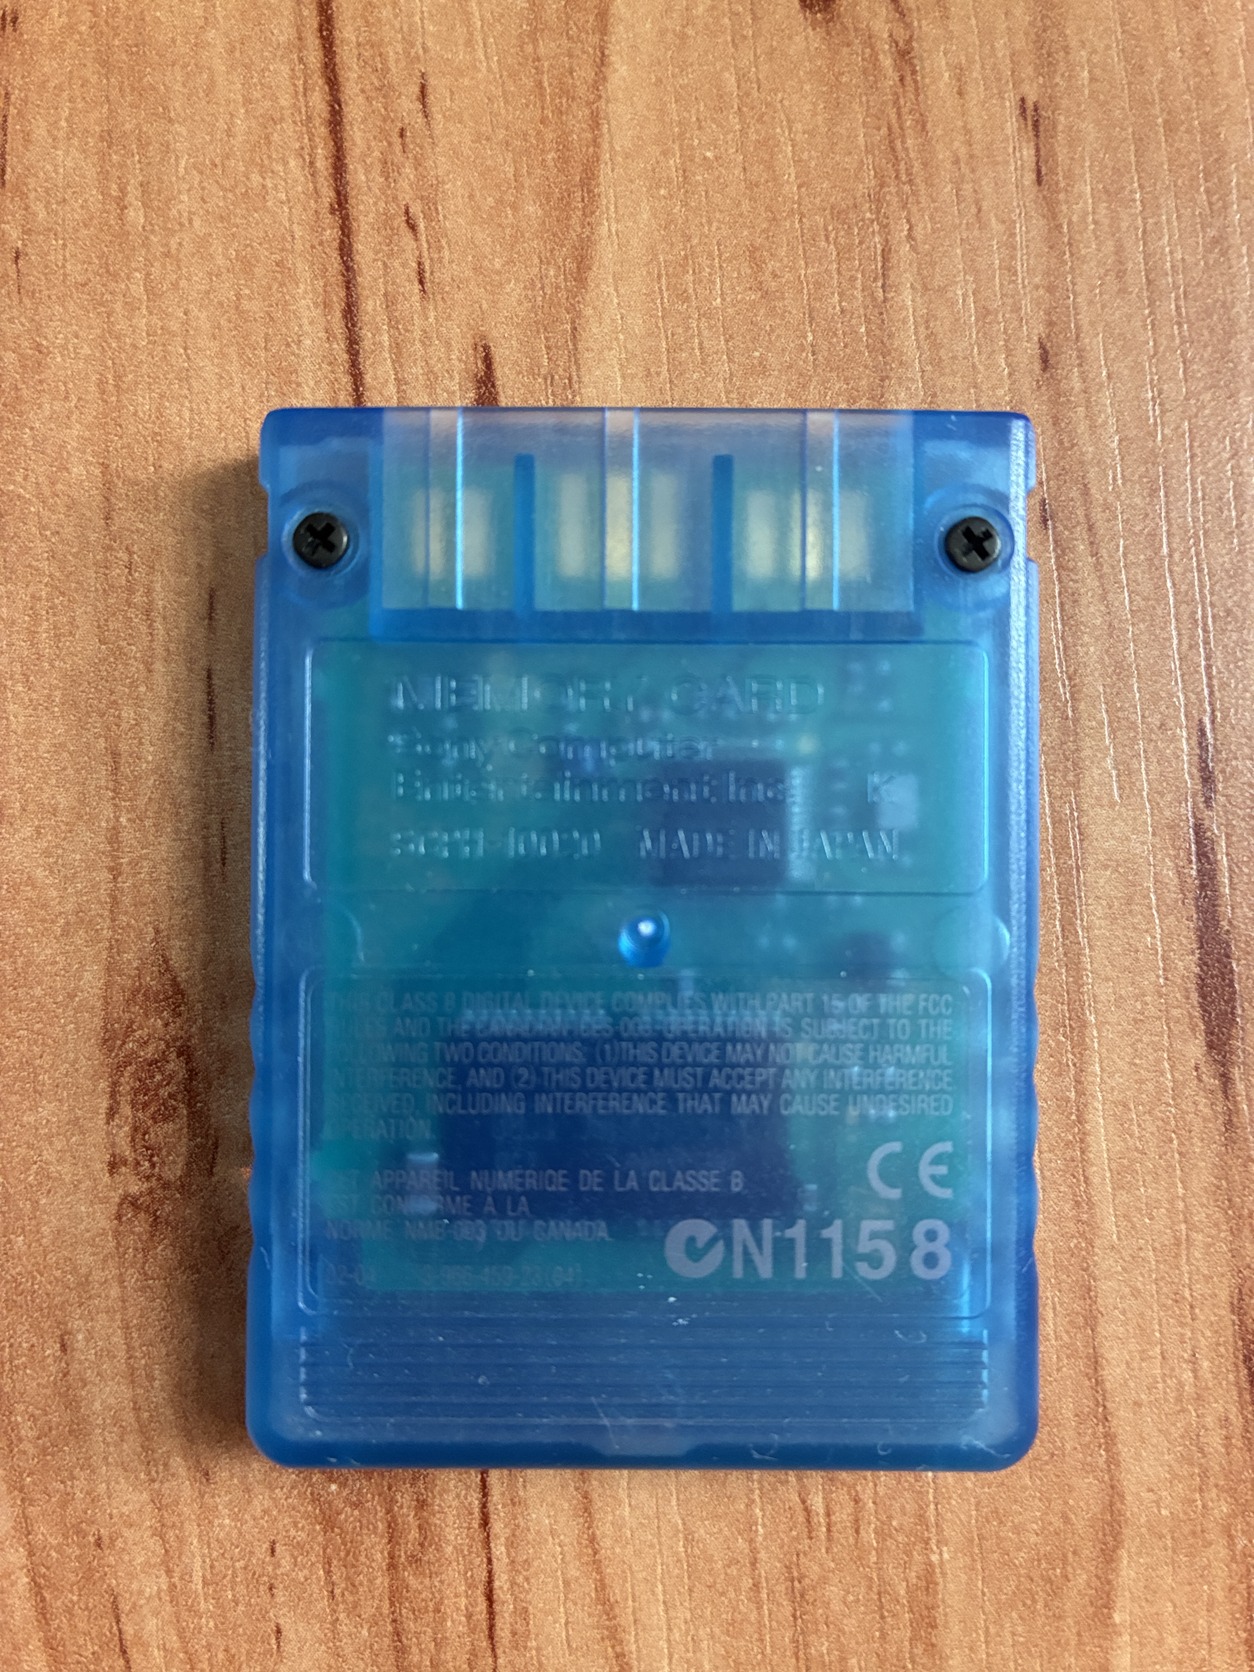 MEMORY CARD
Sony Computer
Entertainment Inc. K
SCPH-10020 MADE IN JAPAN
THIS CLASS B DIGITAL DEVICE COMPLIES WITH PART 15 OF THE FCC
RULES AND THE CANADIAN ICES-003. OPERATION IS SUBJECT TO THE
FOLLOWING TWO CONDITIONS: (1) THIS DEVICE MAY NOT CAUSE HARMFUL
INTERFERENCE, AND (2) THIS DEVICE MUST ACCEPT ANY INTERFERENCE
RECEIVED, INCLUDING INTERFERENCE THAT MAY CAUSE UNDESIRED
OPERATION.
CET APPAREIL NUMERIQE DE LA CLASSE B
EST CONFORME À LA
NORME NMB-003 DU CANADA.
CE
N1158